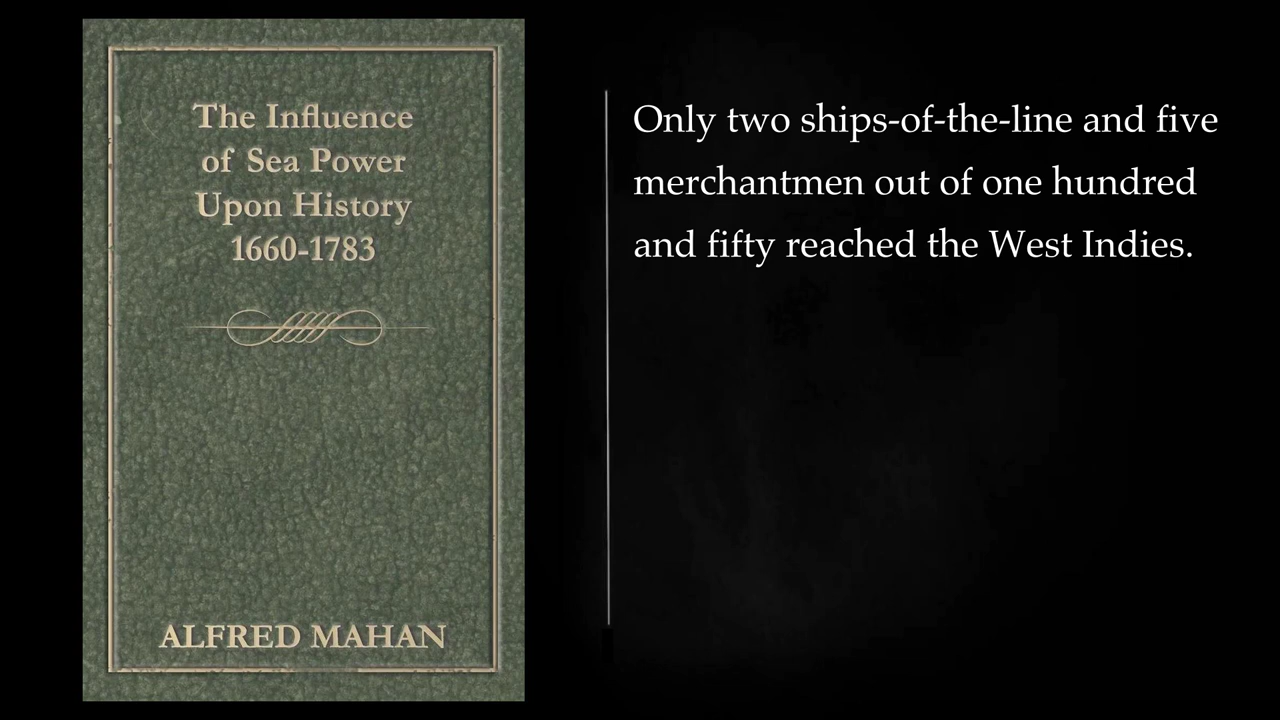 The Influence
of Sea Power
Upon History
1660-1783
ALFRED MAHAN
Only two ships-of-the-line and five
merchantmen out of one hundred
and fifty reached the West Indies.